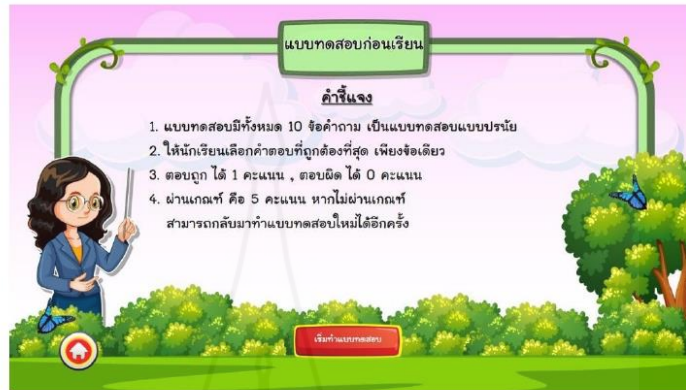 แบบทดสอบก่อนเรียน
คำชี้แจง
1. แบบทดสอบมีทั้งหมด 10 ข้อคำถาม เป็นแบบทดสอบแบบปรนัย
2. ให้นักเรียนเลือกคำตอบที่ถูกต้องที่สุด เพียงข้อเดียว
3. ตอบถูก ได้ 1 คะแนน , ตอบผิด ได้ 0 คะแนน
4. ผ่านเกณฑ์ คือ 5 คะแนน หากไม่ผ่านเกณฑ์
สามารถกลับมาทำแบบทดสอบใหม่ได้อีกครั้ง
เริ่มทำแบบทดสอบ